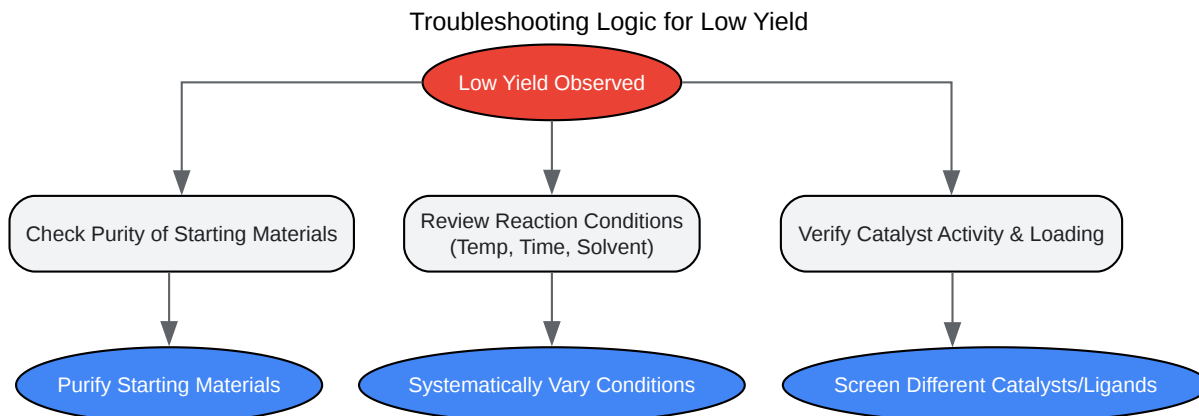 Troubleshooting Logic for Low Yield
Low Yield Observed
Check Purity of Starting Materials
Review Reaction Conditions
(Temp, Time, Solvent)
Verify Catalyst Activity & Loading
Purify Starting Materials
Systematically Vary Conditions
Screen Different Catalysts/Ligands